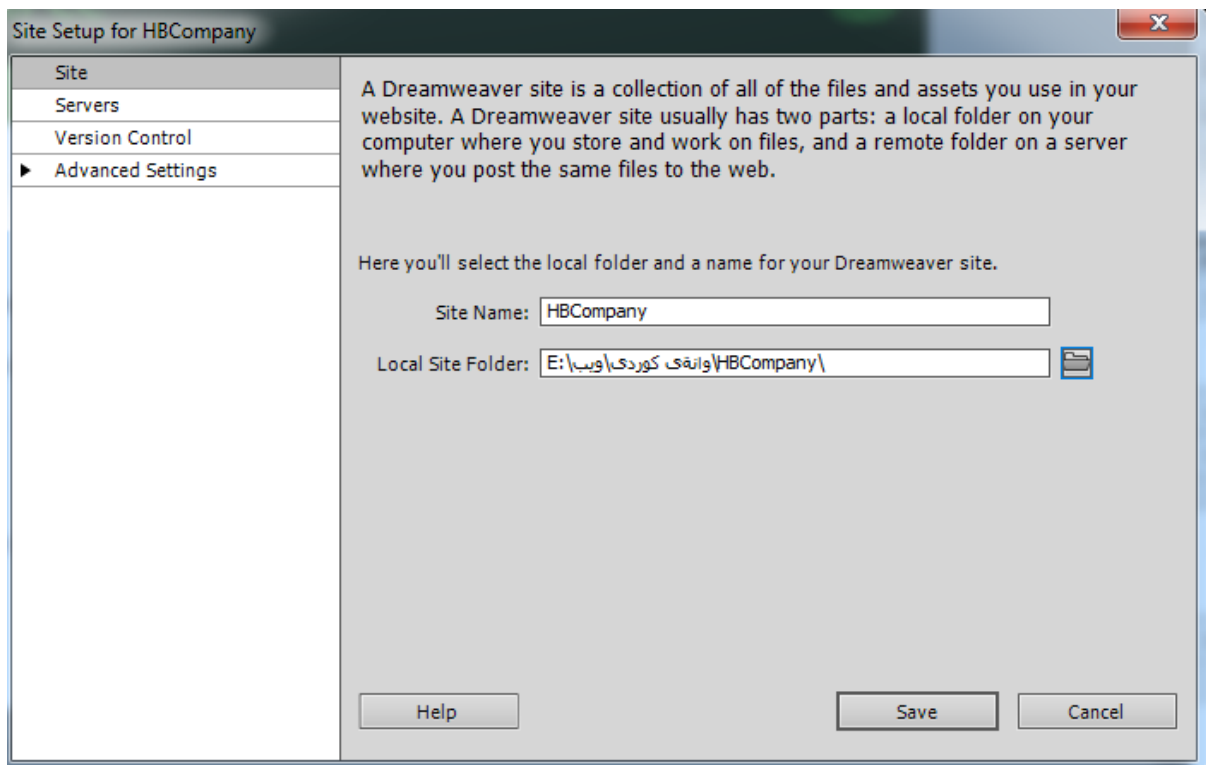 Site Setup for HBCompany
Site
Servers
Version Control
Advanced Settings
A Dreamweaver site is a collection of all of the files and assets you use in your
website. A Dreamweaver site usually has two parts: a local folder on your
computer where you store and work on files, and a remote folder on a server
where you post the same files to the web.
Here you'll select the local folder and a name for your Dreamweaver site.
Site Name: HBCompany
Local Site Folder: E:\وانةى كوردى\ويب\HBCompany\
Help
Save
Cancel